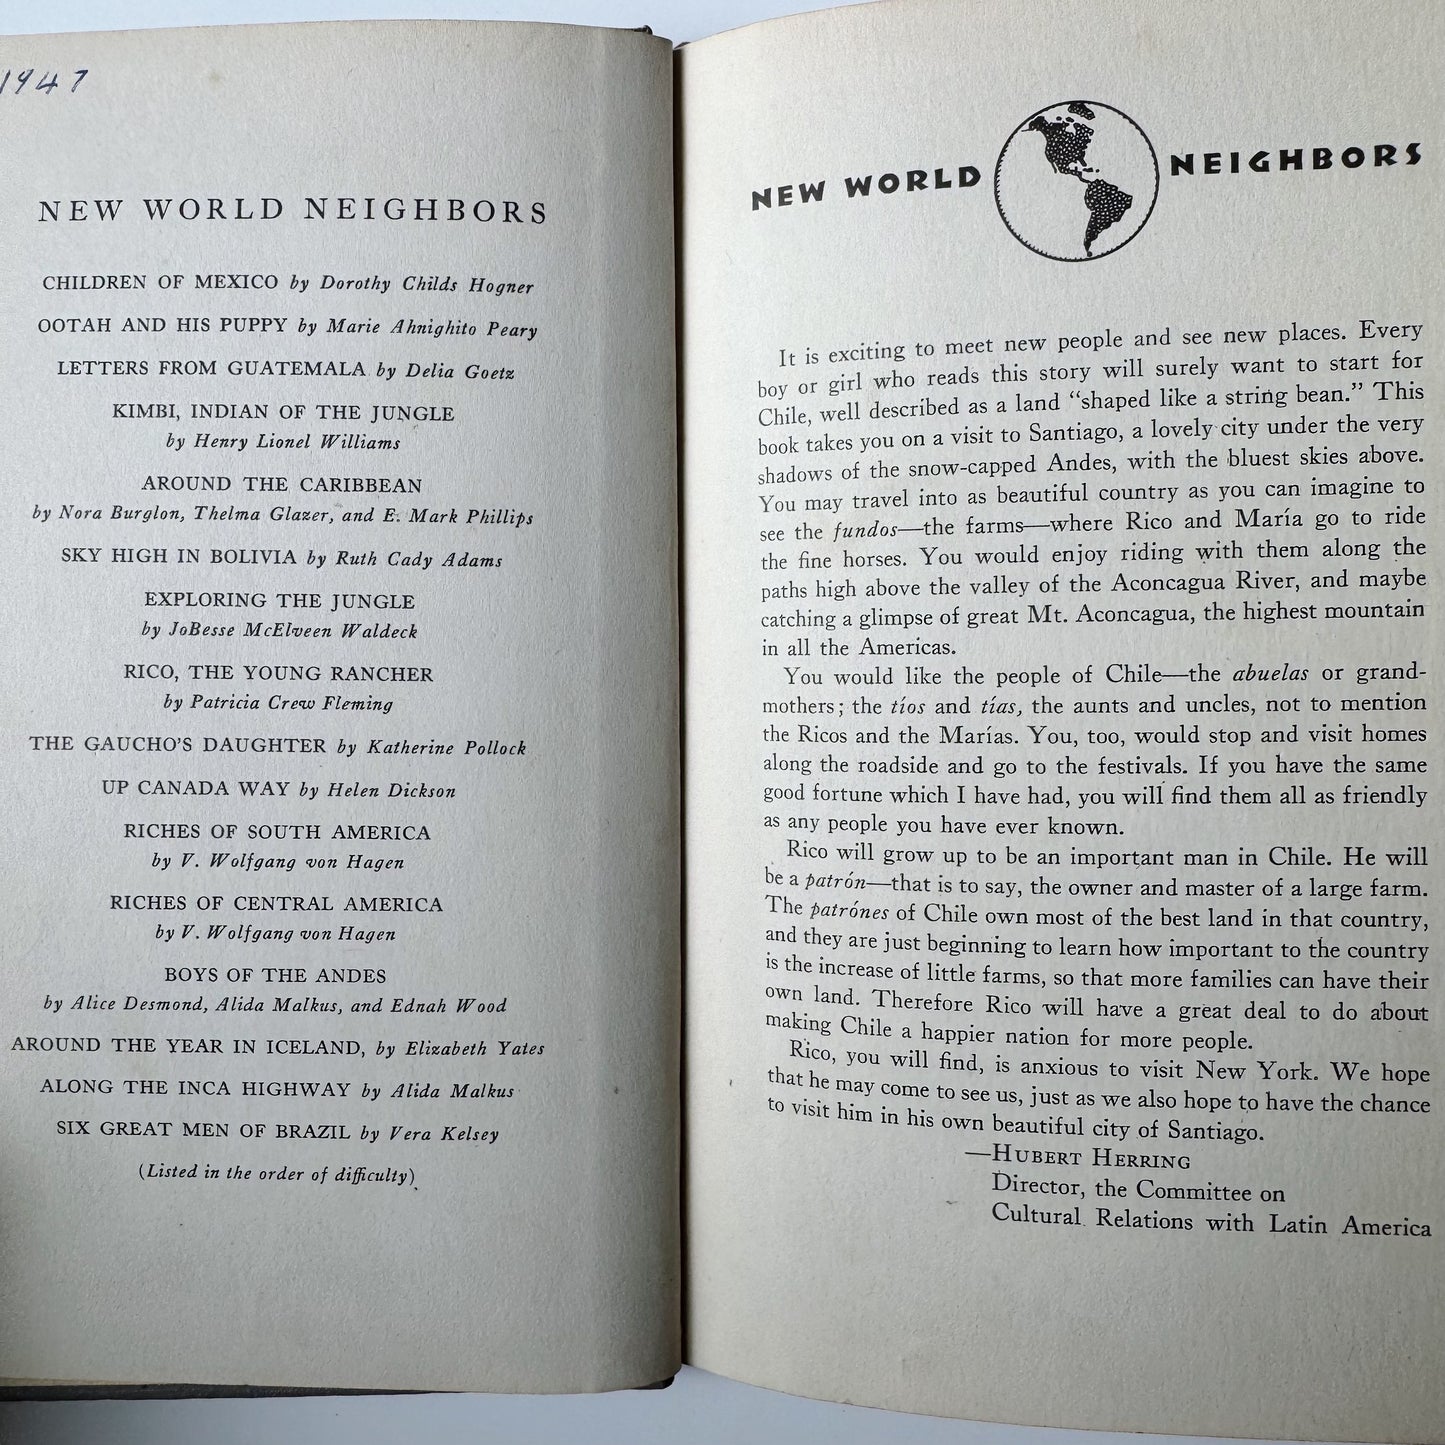 1947
NEW WORLD NEIGHBORS
CHILDREN OF MEXICO by Dorothy Childs Hogner
OOTAH AND HIS PUPPY by Marie Ahnighito Peary
LETTERS FROM GUATEMALA by Delia Goetz
KIMBI, INDIAN OF THE JUNGLE
by Henry Lionel Williams
AROUND THE CARIBBEAN
by Nora Burglon, Thelma Glazer, and E. Mark Phillips
SKY HIGH IN BOLIVIA by Ruth Cady Adams
EXPLORING THE JUNGLE
by JoBesse McElveen Waldeck
RICO, THE YOUNG RANCHER
by Patricia Crew Fleming
THE GAUCHO'S DAUGHTER by Katherine Pollock
UP CANADA WAY by Helen Dickson
RICHES OF SOUTH AMERICA
by V. Wolfgang von Hagen
RICHES OF CENTRAL AMERICA
by V. Wolfgang von Hagen
BOYS OF THE ANDES
by Alice Desmond, Alida Malkus, and Ednah Wood
AROUND THE YEAR IN ICELAND, by Elizabeth Yates
ALONG THE INCA HIGHWAY by Alida Malkus
SIX GREAT MEN OF BRAZIL by Vera Kelsey
(Listed in the order of difficulty)
NEW WORLD NEIGHBORS
It is exciting to meet new people and see new places. Every
boy or girl who reads this story will surely want to start for
Chile, well described as a land “shaped like a string bean.” This
book takes you on a visit to Santiago, a lovely city under the very
shadows of the snow-capped Andes, with the bluest skies above.
You may travel into as beautiful country as you can imagine to
see the fundos—the farms—where Rico and María go to ride
the fine horses. You would enjoy riding with them along the
paths high above the valley of the Aconcagua River, and maybe
catching a glimpse of great Mt. Aconcagua, the highest mountain
in all the Americas.
You would like the people of Chile—the abuelas or grand-
mothers; the tíos and tías, the aunts and uncles, not to mention
the Ricos and the Marías. You, too, would stop and visit homes
along the roadside and go to the festivals. If you have the same
good fortune which I have had, you will find them all as friendly
as any people you have ever known.
Rico will grow up to be an important man in Chile. He will
be a patrón—that is to say, the owner and master of a large farm.
The patrónes of Chile own most of the best land in that country,
and they are just beginning to learn how important to the country
is the increase of little farms, so that more families can have their
own land. Therefore Rico will have a great deal to do about
making Chile a happier nation for more people.
Rico, you will find, is anxious to visit New York. We hope
that he may come to see us, just as we also hope to have the chance
to visit him in his own beautiful city of Santiago.
—HUBERT HERRING
Director, the Committee on
Cultural Relations with Latin America